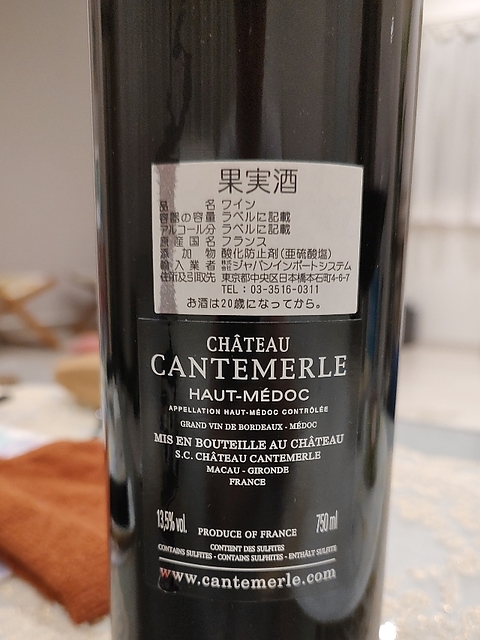 果実酒
品 名 ワイン
容器の容量 ラベルに記載
アルコール分 ラベルに記載
原産国名 フランス
添加物 酸化防止剤(亜硫酸塩)
輸入業者 株式会社ジャパンインポートシステム
住所及引取先 東京都中央区日本橋本石町4-6-7
TEL:03-3516-0311
お酒は20歳になってから。
CHÂTEAU
CANTEMERLE
HAUT-MÉDOC
APPELLATION HAUT-MÉDOC CONTRÔLÉE
GRAND VIN DE BORDEAUX - MÉDOC
MIS EN BOUTEILLE AU CHÂTEAU
S.C. CHÂTEAU CANTEMERLE
MACAU - GIRONDE
FRANCE
13,5% vol. PRODUCE OF FRANCE 750 ml
CONTIENT DES SULFITES
CONTAINS SULFITES - CONTAINS SULPHITES - ENTHÄLT SULFITE
www.cantemerle.com